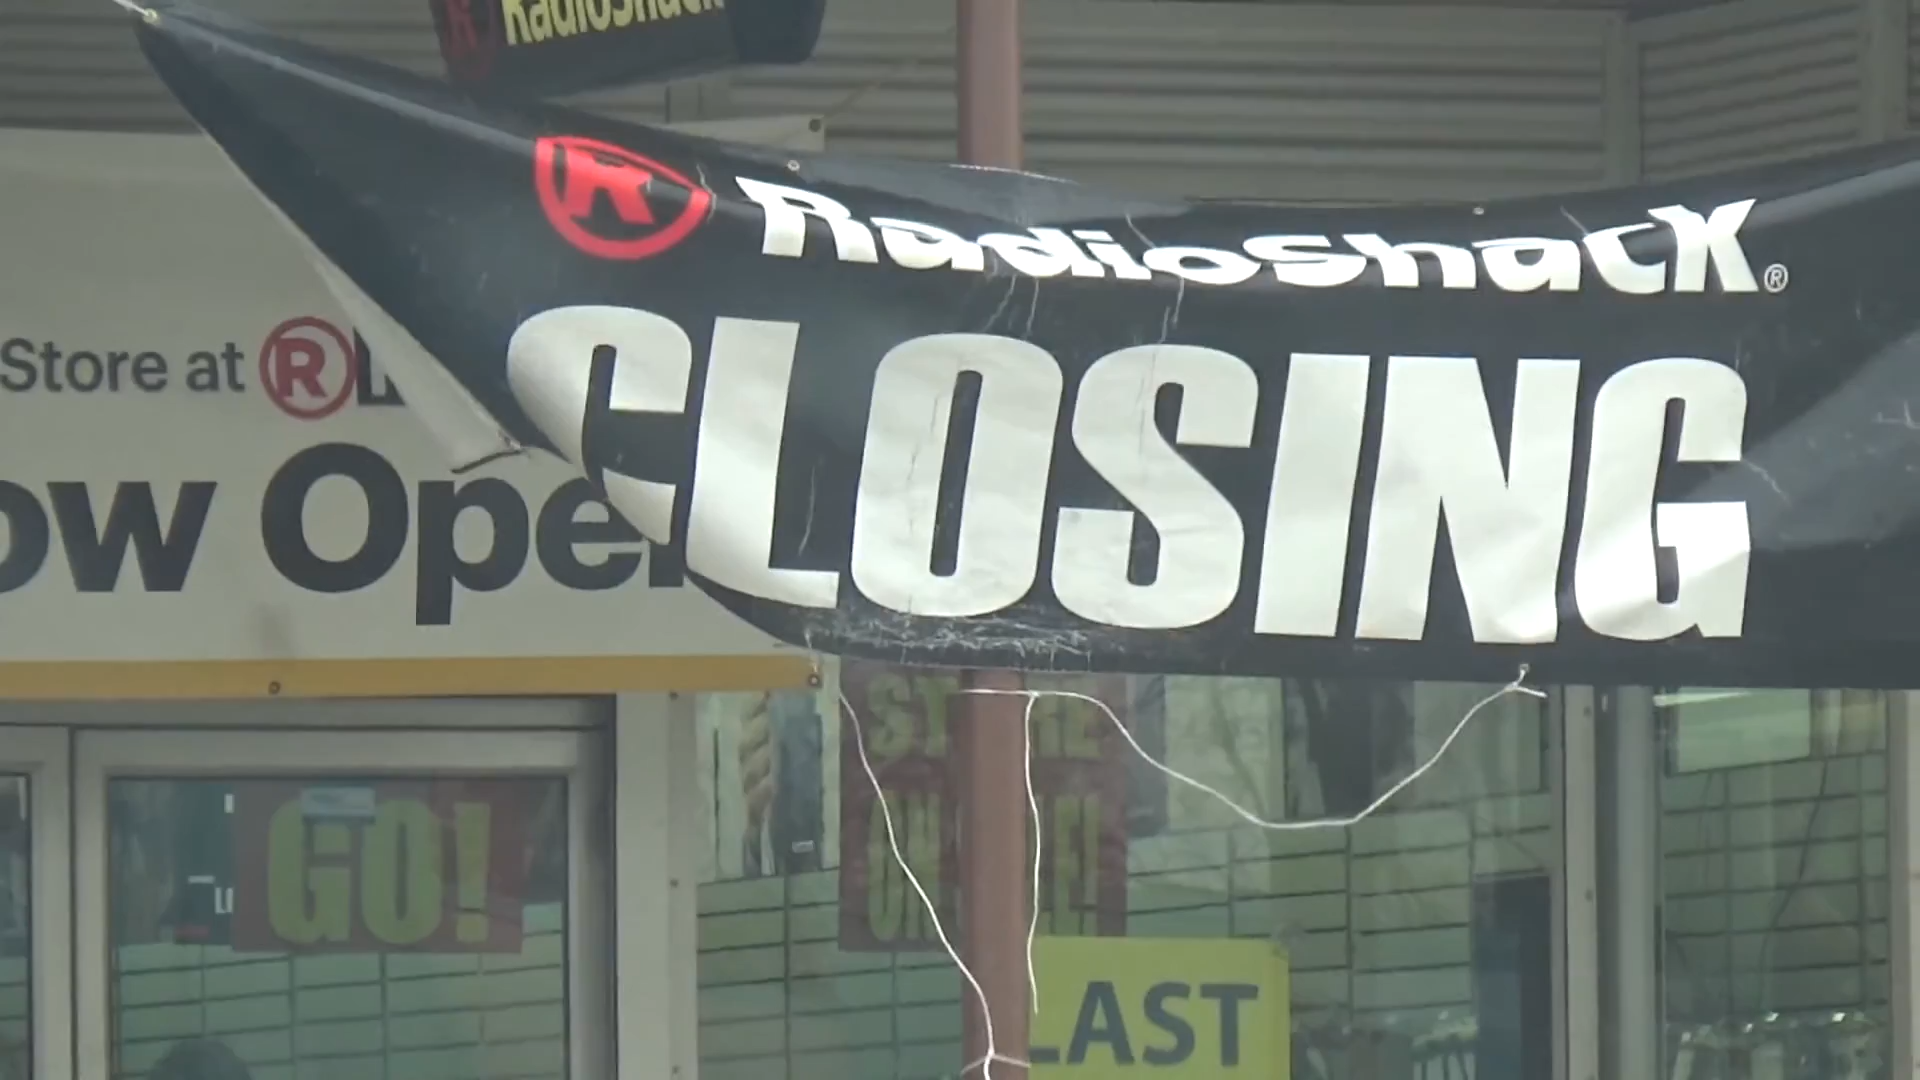 RadioShack
R RadioShack®
CLOSING
Store at R
ow Ope
GO!
LAST